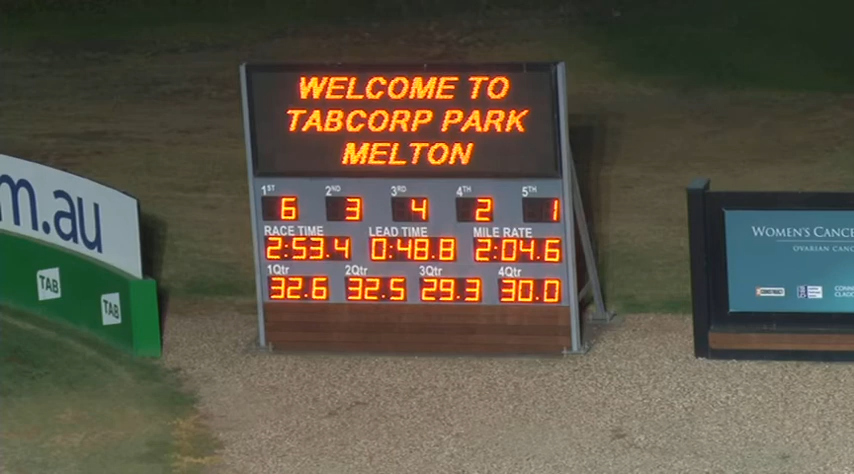 WELCOME TO
TABCORP PARK
MELTON
1ST 2ND 3RD 4TH 5TH
6 3 4 2 1
RACE TIME LEAD TIME MILE RATE
2:53.4 0:48.8 2:04.6
1Qtr 2Qtr 3Qtr 4Qtr
32.6 32.5 29.3 30.0
m.au
TAB
TAB
WOMEN'S CANCE
OVARIAN CANC
CONSTRUCT